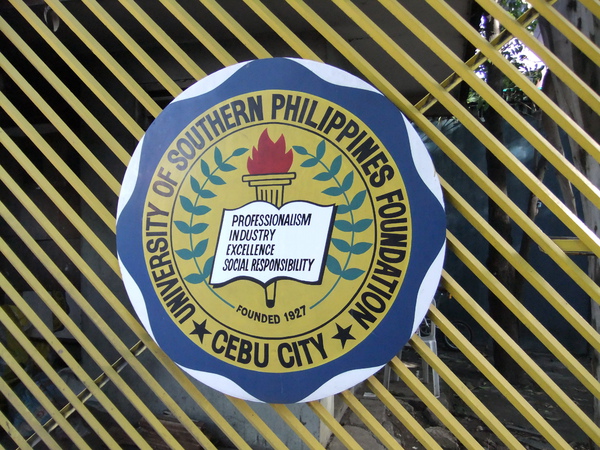 UNIVERSITY OF SOUTHERN PHILIPPINES FOUNDATION
PROFESSIONALISM
INDUSTRY
EXCELLENCE
SOCIAL RESPONSIBILITY
FOUNDED 1927
CEBU CITY